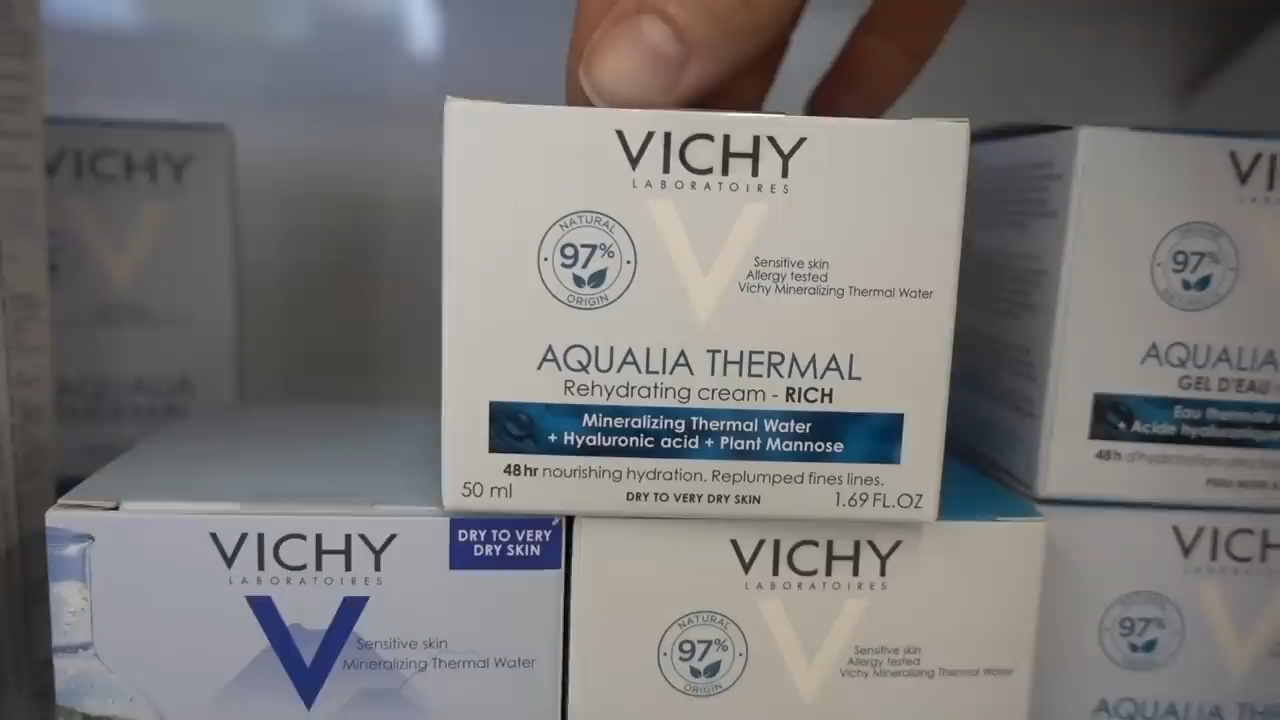 VICHY
LABORATOIRES
NATURAL
97%
ORIGIN
Sensitive skin
Allergy tested
Vichy Mineralizing Thermal Water
AQUALIA THERMAL
Rehydrating cream - RICH
Mineralizing Thermal Water
+ Hyaluronic acid + Plant Mannose
48hr nourishing hydration. Replumped fines lines.
50 ml
DRY TO VERY DRY SKIN
1.69 FL.OZ
VICHY
VI
97%
AQUALIA
GEL D'EAU
Eau thermale
+ Acide hyaluronique
48h
VICHY
LABORATOIRES
DRY TO VERY
DRY SKIN
Sensitive skin
Mineralizing Thermal Water
VICHY
LABORATOIRES
NATURAL
97%
ORIGIN
Sensitive skin
Allergy tested
Vichy Mineralizing Thermal Water
VICH
97%
AQUALIA THE